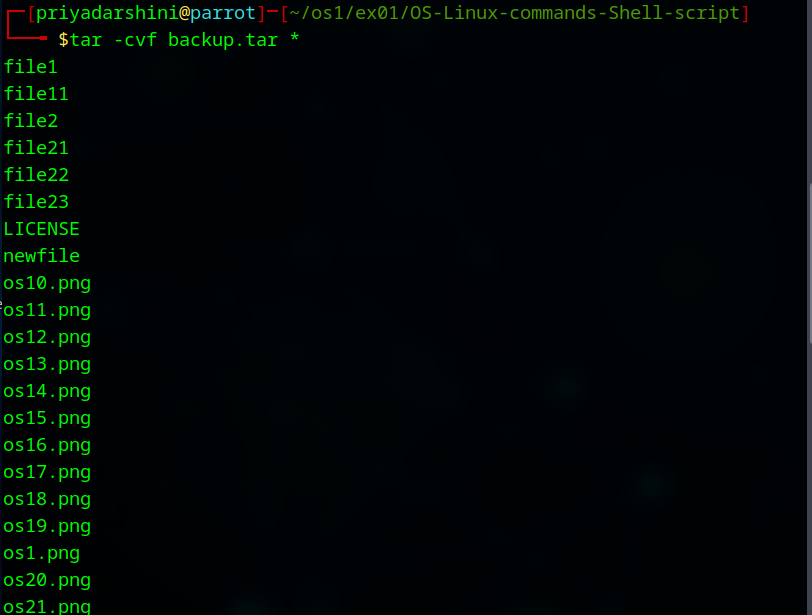 ┌─[priyadarshini@parrot]─[~/os1/ex01/OS-Linux-commands-Shell-script]
└──╼ $tar -cvf backup.tar *
file1
file11
file2
file21
file22
file23
LICENSE
newfile
os10.png
os11.png
os12.png
os13.png
os14.png
os15.png
os16.png
os17.png
os18.png
os19.png
os1.png
os20.png
os21.png